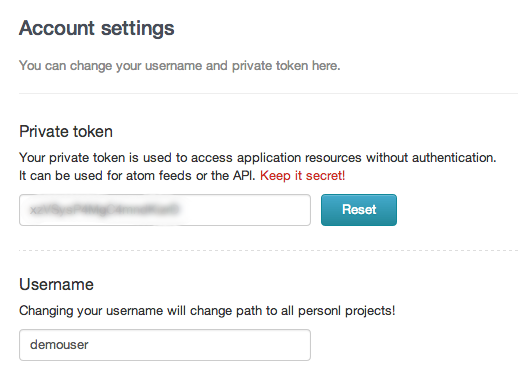 Account settings
You can change your username and private token here.
Private token
Your private token is used to access application resources without authentication.
It can be used for atom feeds or the API. Keep it secret!
Reset
Username
Changing your username will change path to all personl projects!
demouser